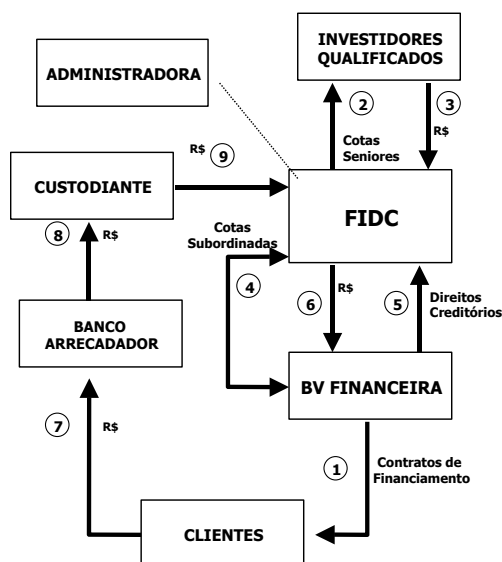 INVESTIDORES
QUALIFICADOS
ADMINISTRADORA
2
3
R$
Cotas
Seniores
R$
9
CUSTODIANTE
FIDC
8
R$
Cotas
Subordinadas
4
6
R$
5
Direitos
Creditórios
BANCO
ARRECADADOR
BV FINANCEIRA
7
R$
1
Contratos de
Financiamento
CLIENTES